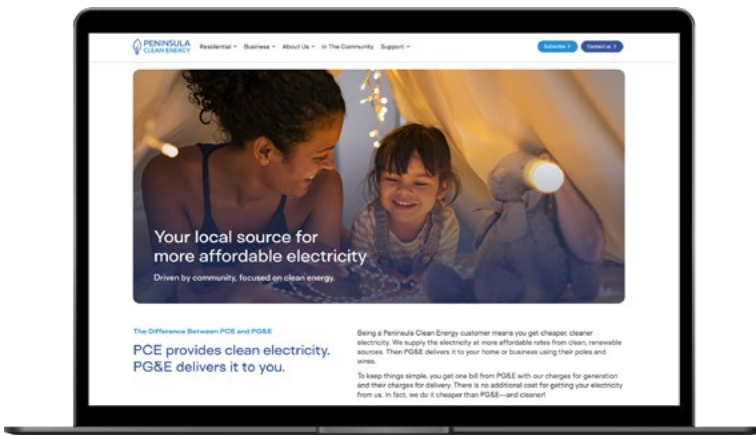 PENINSULA
CLEAN ENERGY
Residential Business About Us In The Community Support
Subscribe Contact us
Your local source for
more affordable electricity
Driven by community, focused on clean energy.
The Difference Between PCE and PG&E
PCE provides clean electricity.
PG&E delivers it to you.
Being a Peninsula Clean Energy customer means you get cheaper, cleaner
electricity. We supply the electricity at more affordable rates from clean, renewable
sources. Then PG&E delivers it to your home or business using their poles and
wires.
To keep things simple, you get one bill from PG&E with our charges for generation
and their charges for delivery. There is no additional cost for getting your electricity
from us. In fact, we do it cheaper than PG&E—and cleaner!